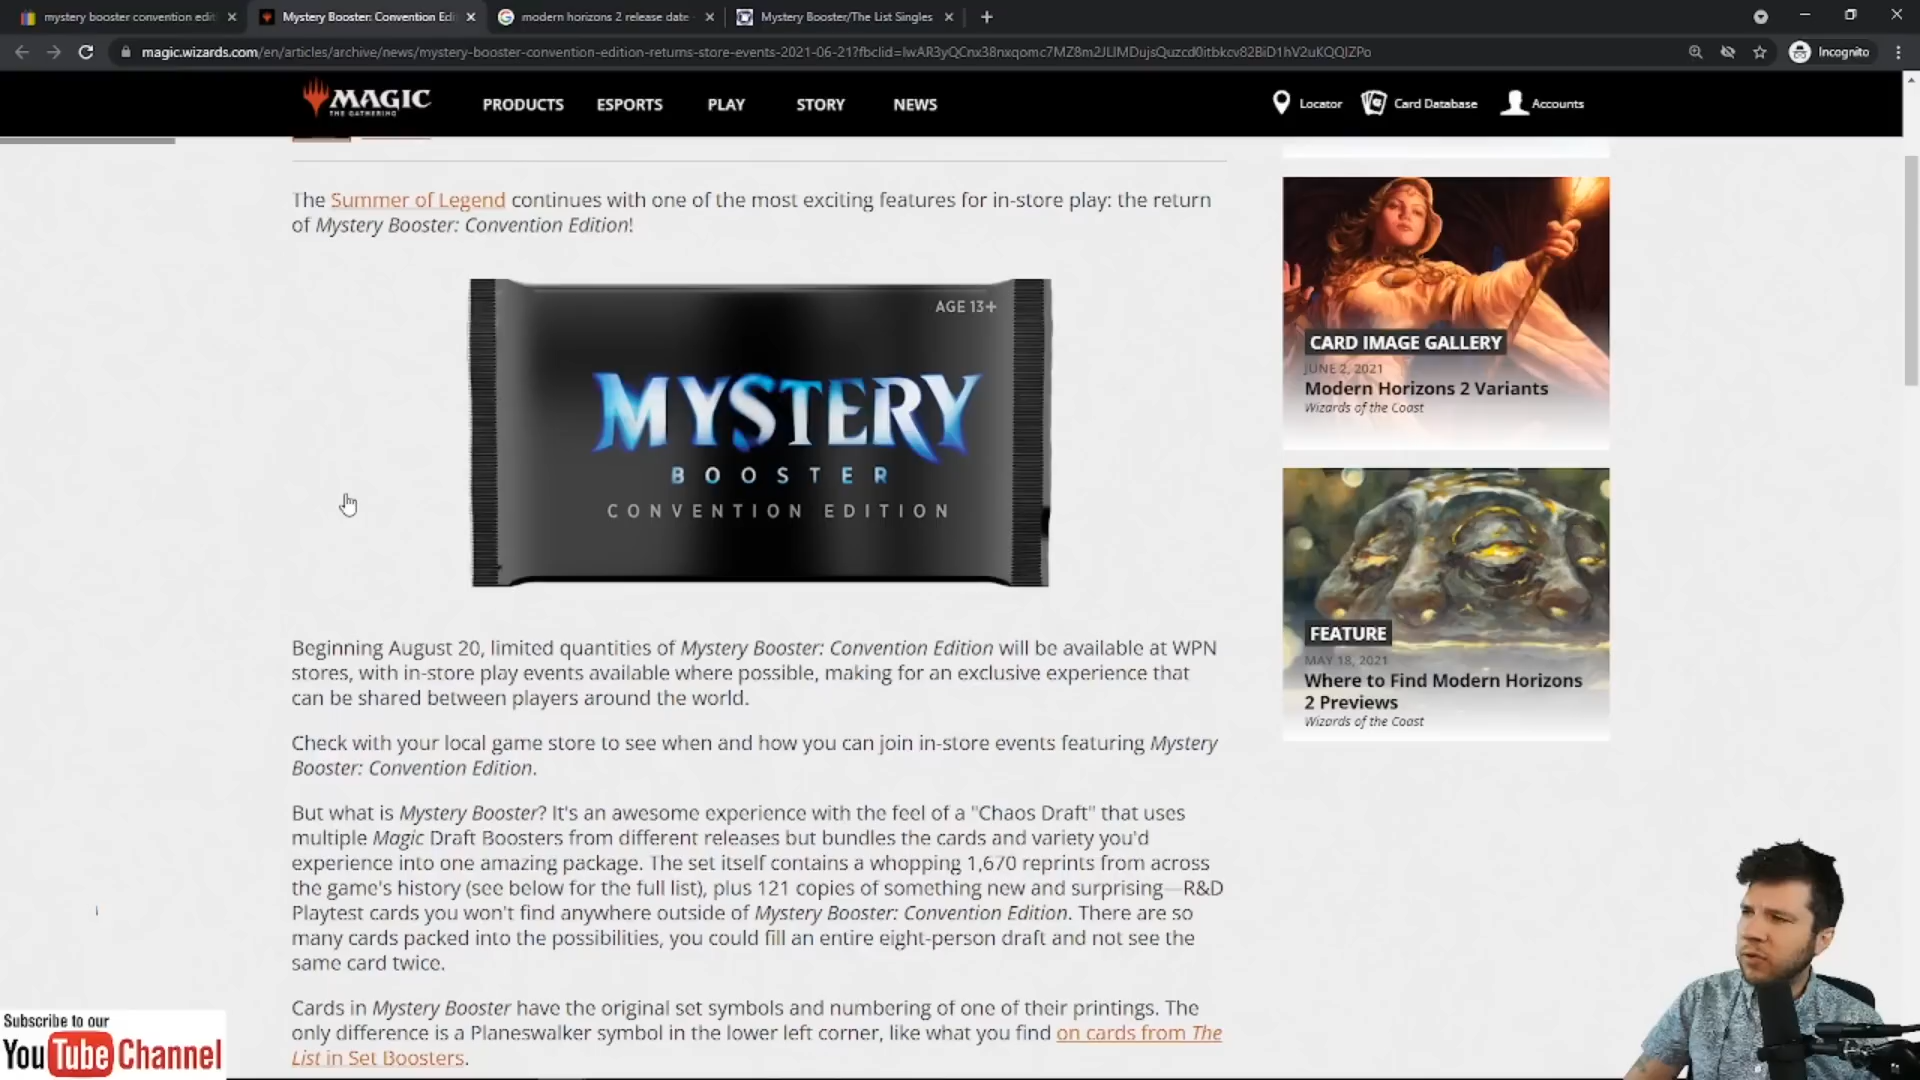 mystery booster convention edit
Mystery Booster: Convention Edi
modern horizons 2 release date
Mystery Booster/The List Singles
magic.wizards.com/en/articles/archive/news/mystery-booster-convention-edition-returns-store-events-2021-06-21?fbclid=
Incognito
MAGIC
THE GATHERING
PRODUCTS
ESPORTS
PLAY
STORY
NEWS
Locator
Card Database
Accounts
The Summer of Legend continues with one of the most exciting features for in-store play: the return
of Mystery Booster: Convention Edition!
AGE 13+
MYSTERY
BOOSTER
CONVENTION EDITION
Beginning August 20, limited quantities of Mystery Booster: Convention Edition will be available at WPN
stores, with in-store play events available where possible, making for an exclusive experience that
can be shared between players around the world.
Check with your local game store to see when and how you can join in-store events featuring Mystery
Booster: Convention Edition.
But what is Mystery Booster? It's an awesome experience with the feel of a "Chaos Draft" that uses
multiple Magic Draft Boosters from different releases but bundles the cards and variety you'd
experience into one amazing package. The set itself contains a whopping 1,670 reprints from across
the game's history (see below for the full list), plus 121 copies of something new and surprising—R&D
Playtest cards you won't find anywhere outside of Mystery Booster: Convention Edition. There are so
many cards packed into the possibilities, you could fill an entire eight-person draft and not see the
same card twice.
Cards in Mystery Booster have the original set symbols and numbering of one of their printings. The
only difference is a Planeswalker symbol in the lower left corner, like what you find on cards from The
List in Set Boosters.
CARD IMAGE GALLERY
JUNE 2, 2021
Modern Horizons 2 Variants
Wizards of the Coast
FEATURE
MAY 18, 2021
Where to Find Modern Horizons
2 Previews
Wizards of the Coast
Subscribe to our
YouTube Channel